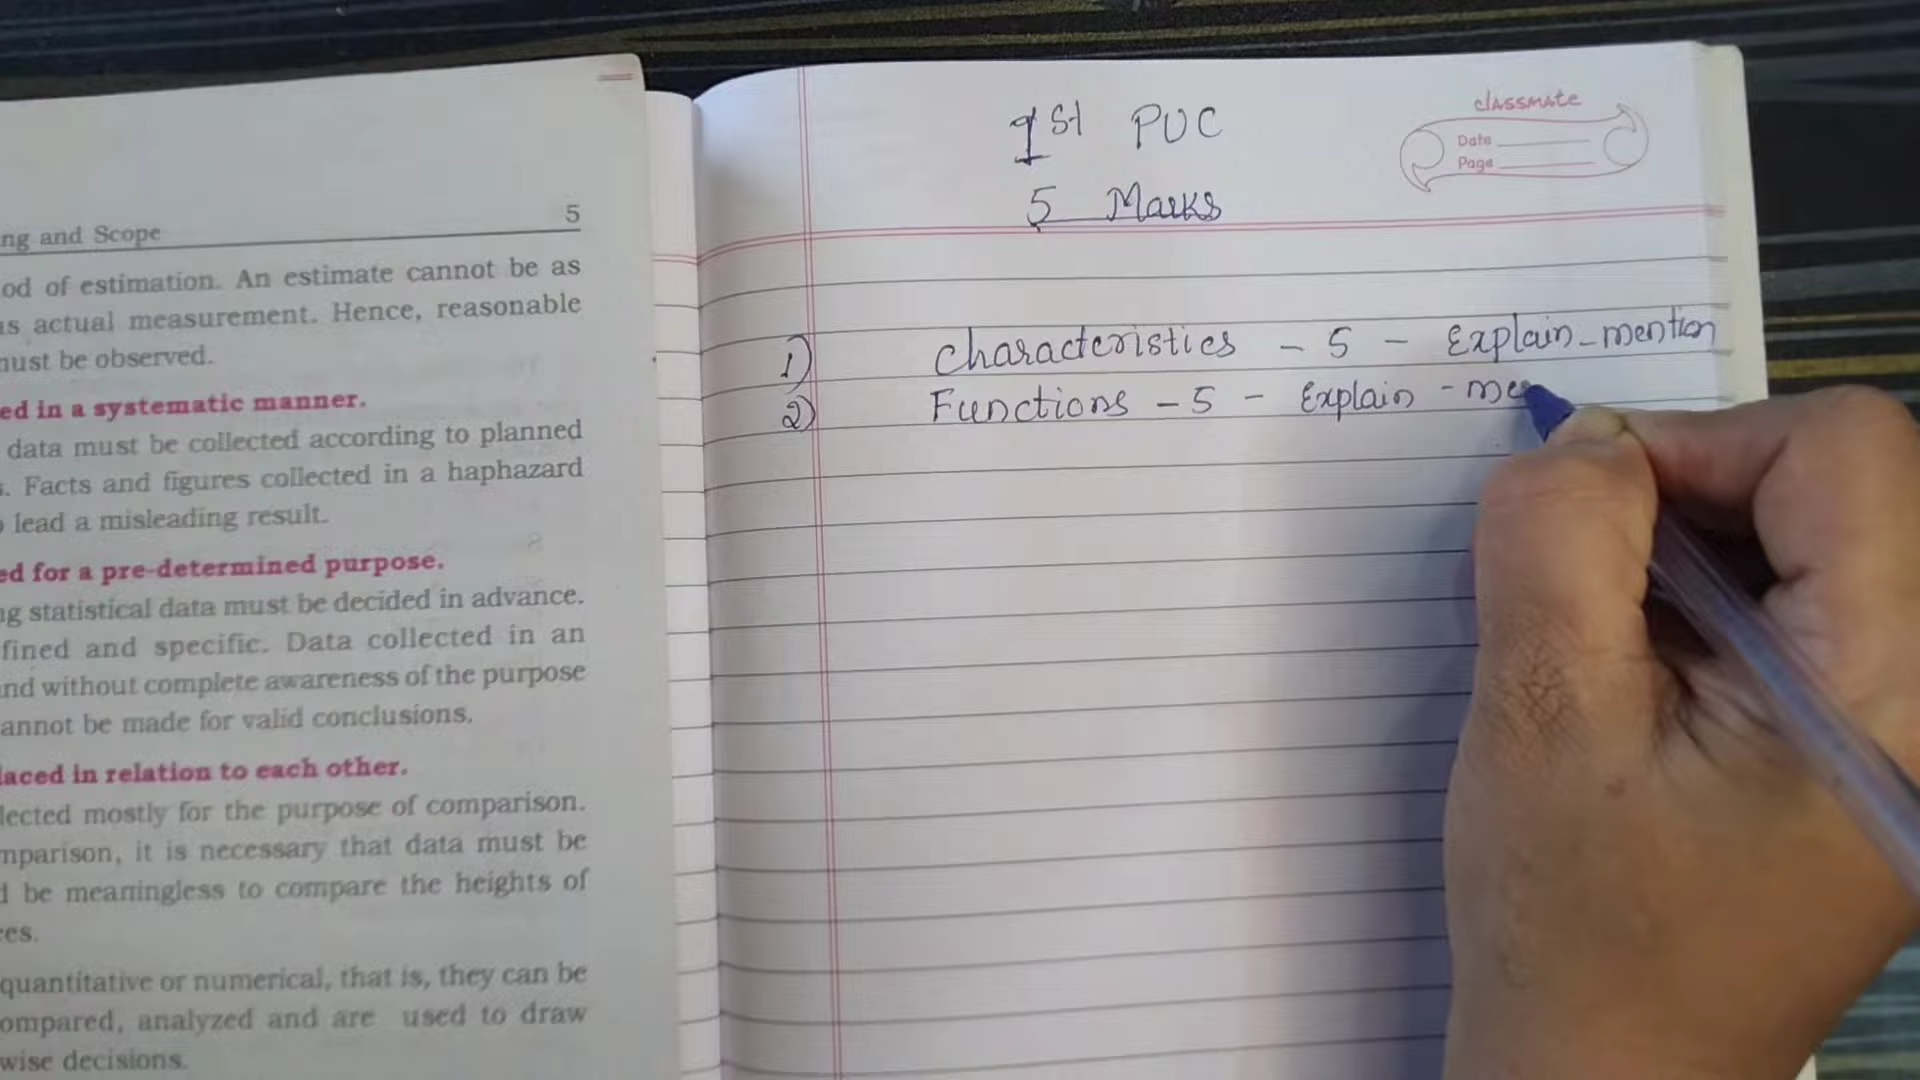 5
ng and Scope
od of estimation. An estimate cannot be as
as actual measurement. Hence, reasonable
must be observed.
ed in a systematic manner.
data must be collected according to planned
s. Facts and figures collected in a haphazard
o lead a misleading result.
ed for a pre-determined purpose.
ng statistical data must be decided in advance.
fined and specific. Data collected in an
nd without complete awareness of the purpose
annot be made for valid conclusions.
laced in relation to each other.
lected mostly for the purpose of comparison.
mparison, it is necessary that data must be
d be meaningless to compare the heights of
ces.
quantitative or numerical, that is, they can be
ompared, analyzed and are used to draw
wise decisions.
1st PUC
5 Marks
classmate
Date
Page
1) Characteristics - 5 - Explain - mention
2) Functions - 5 - Explain - me